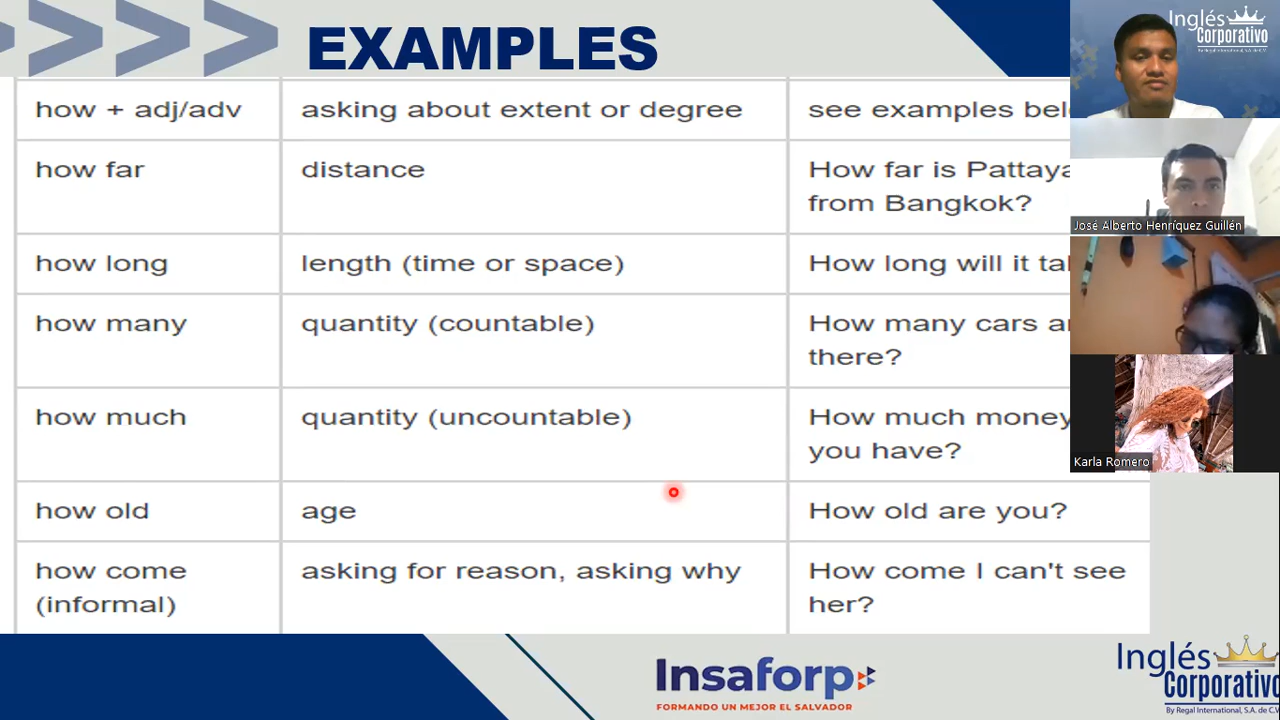 EXAMPLES
how + adj/adv
asking about extent or degree
see examples
how far
distance
How far is Pattaya
from Bangkok?
how long
length (time or space)
How long will it
how many
quantity (countable)
How many cars
there?
how much
quantity (uncountable)
How much money
you have?
how old
age
How old are you?
how come
(informal)
asking for reason, asking why
How come I can't see
her?
Inglés
Corporativo
By Regal International, S.A. de C.V.
José Alberto Henríquez Guillén
Karla Romero
Insaforp
FORMANDO UN MEJOR EL SALVADOR
Inglés
Corporativo
By Regal International, S.A. de C.V.